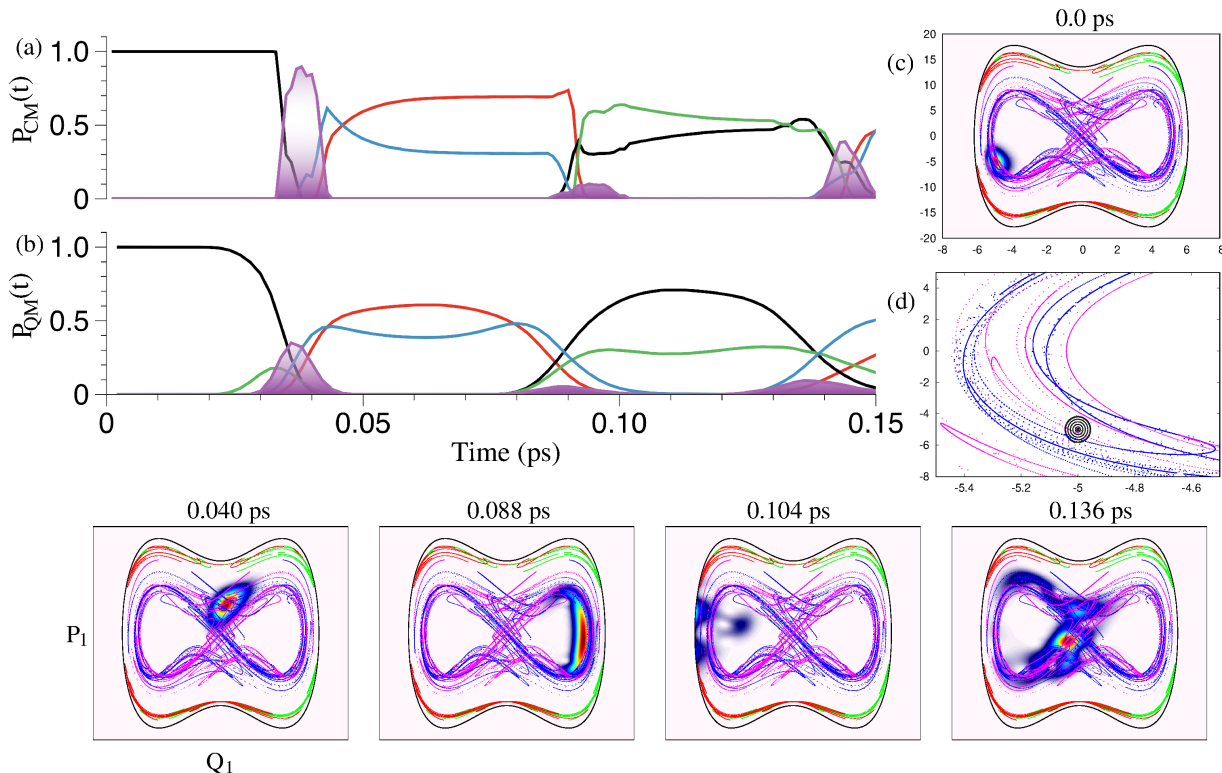 (a)
1.0
0.5
0
P_CM(t)
(b)
1.0
0.5
0
P_QM(t)
0 0.05 0.10 0.15
Time (ps)
0.0 ps
(c)
20
15
10
5
0
-5
-10
-15
-20
-8 -6 -4 -2 0 2 4 6 8
(d)
4
2
0
-2
-4
-6
-8
-5.4 -5.2 -5 -4.8 -4.6
0.040 ps 0.088 ps 0.104 ps 0.136 ps
P₁
Q₁